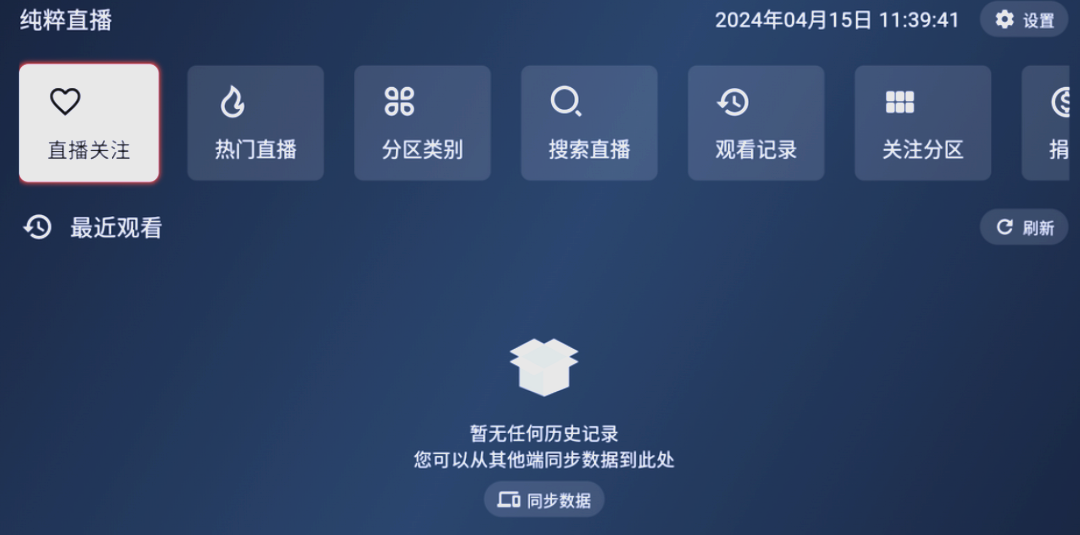 纯粹直播
2024年04月15日 11:39:41
设置
直播关注
热门直播
分区类别
搜索直播
观看记录
关注分区
捐
最近观看
刷新
暂无任何历史记录
您可以从其他端同步数据到此处
同步数据